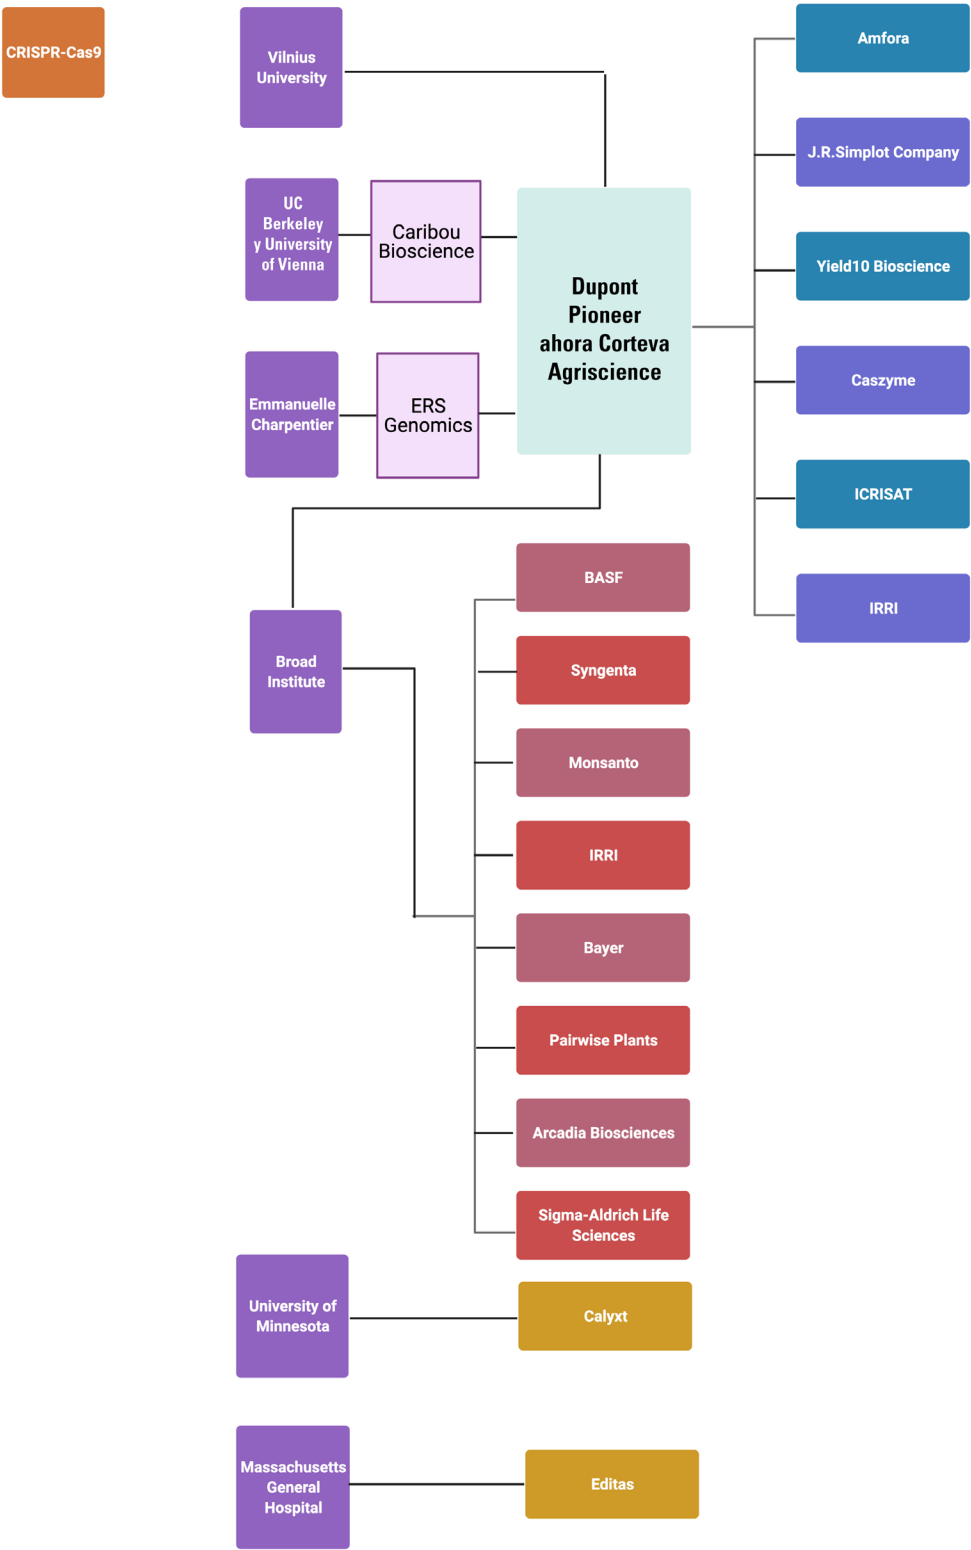 CRISPR-Cas9
Vilnius
University
UC
Berkeley
y University
of Vienna
Caribou
Bioscience
Emmanuelle
Charpentier
ERS
Genomics
Dupont
Pioneer
ahora Corteva
Agriscience
Amfora
J.R.Simplot Company
Yield10 Bioscience
Caszyme
ICRISAT
IRRI
Broad
Institute
BASF
Syngenta
Monsanto
IRRI
Bayer
Pairwise Plants
Arcadia Biosciences
Sigma-Aldrich Life
Sciences
University of
Minnesota
Calyxt
Massachusetts
General
Hospital
Editas